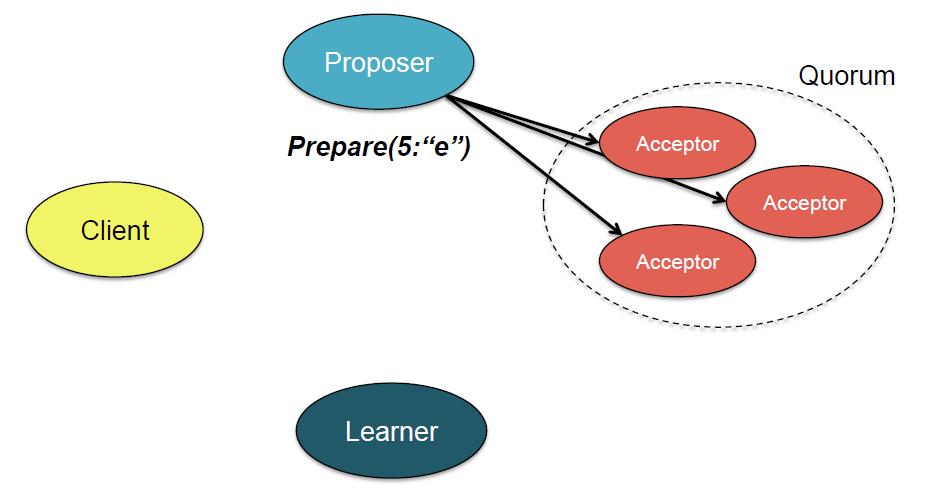 Proposer
Quorum
Acceptor
Prepare(5:“e”)
Acceptor
Client
Acceptor
Learner